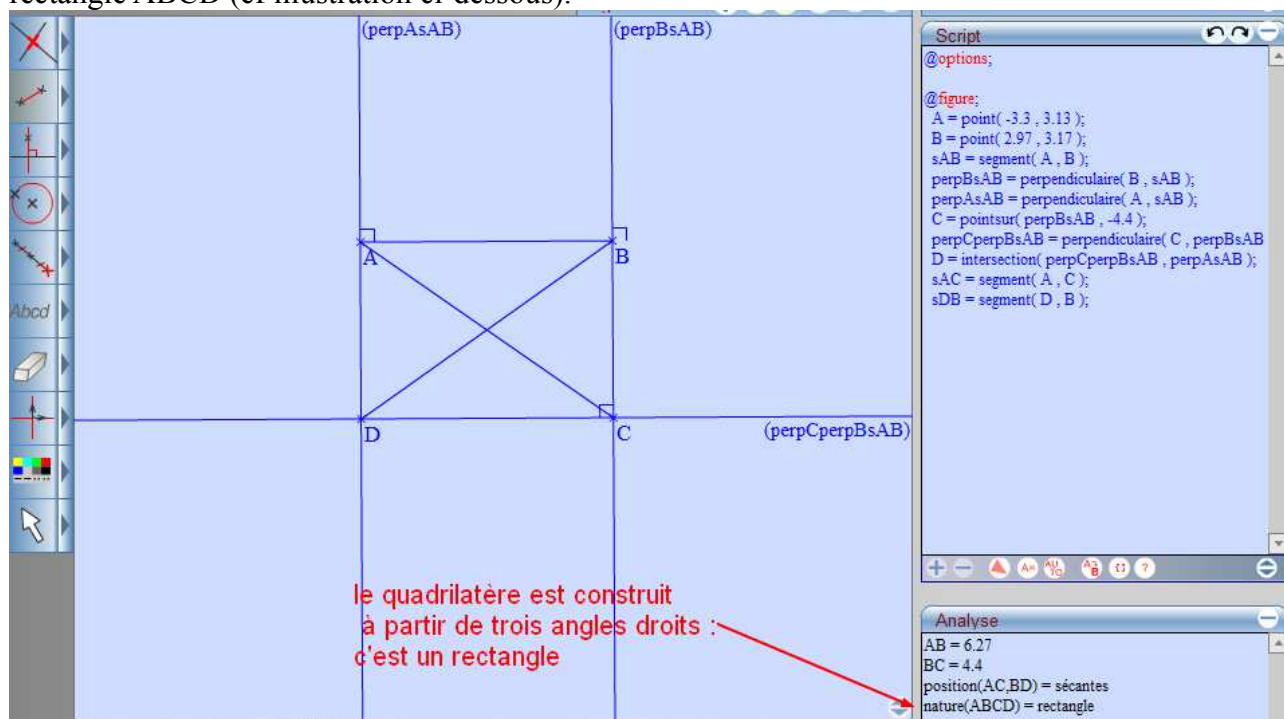 rectangle ABCD (cf illustration ci-dessous):
(perpAsAB)
(perpBsAB)
A
B
D
C
(perpCperpBsAB)
le quadrilatère est construit
à partir de trois angles droits :
c'est un rectangle
Abcd
Script
@options;
@figure;
A = point( -3.3 , 3.13 );
B = point( 2.97 , 3.17 );
sAB = segment( A , B );
perpBsAB = perpendiculaire( B , sAB );
perpAsAB = perpendiculaire( A , sAB );
C = pointsur( perpBsAB , -4.4 );
perpCperpBsAB = perpendiculaire( C , perpBsAB
D = intersection( perpCperpBsAB , perpAsAB );
sAC = segment( A , C );
sDB = segment( D , B );
Analyse
AB = 6.27
BC = 4.4
position(AC,BD) = sécantes
nature(ABCD) = rectangle